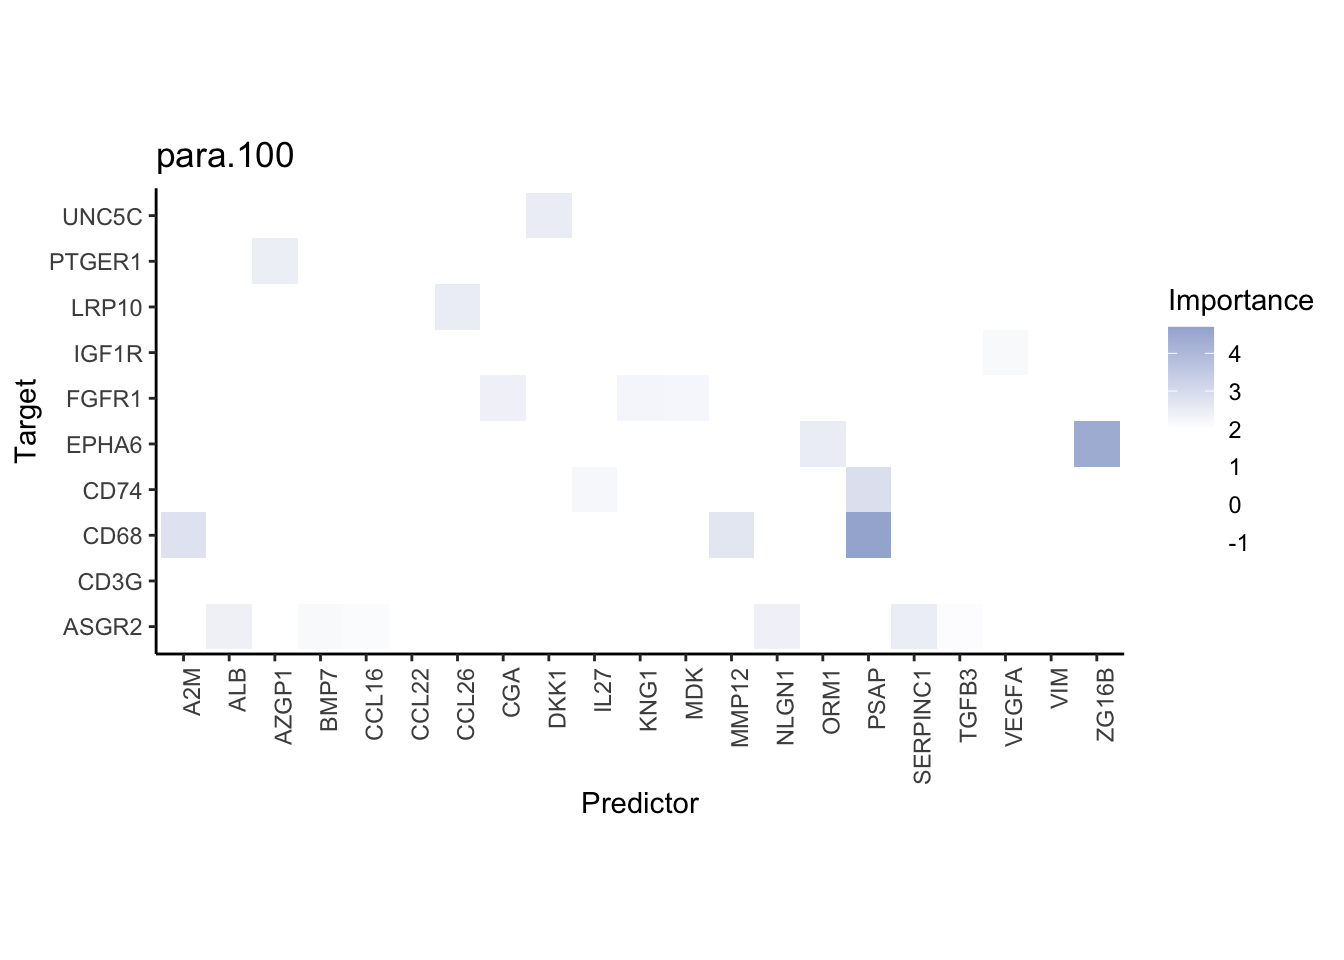 para.100
UNC5C
PTGER1
LRP10
IGF1R
FGFR1
EPHA6
CD74
CD68
CD3G
ASGR2
Target
A2M
ALB
AZGP1
BMP7
CCL16
CCL22
CCL26
CGA
DKK1
IL27
KNG1
MDK
MMP12
NLGN1
ORM1
PSAP
SERPINC1
TGFB3
VEGFA
VIM
ZG16B
Predictor
Importance
4
3
2
1
0
-1